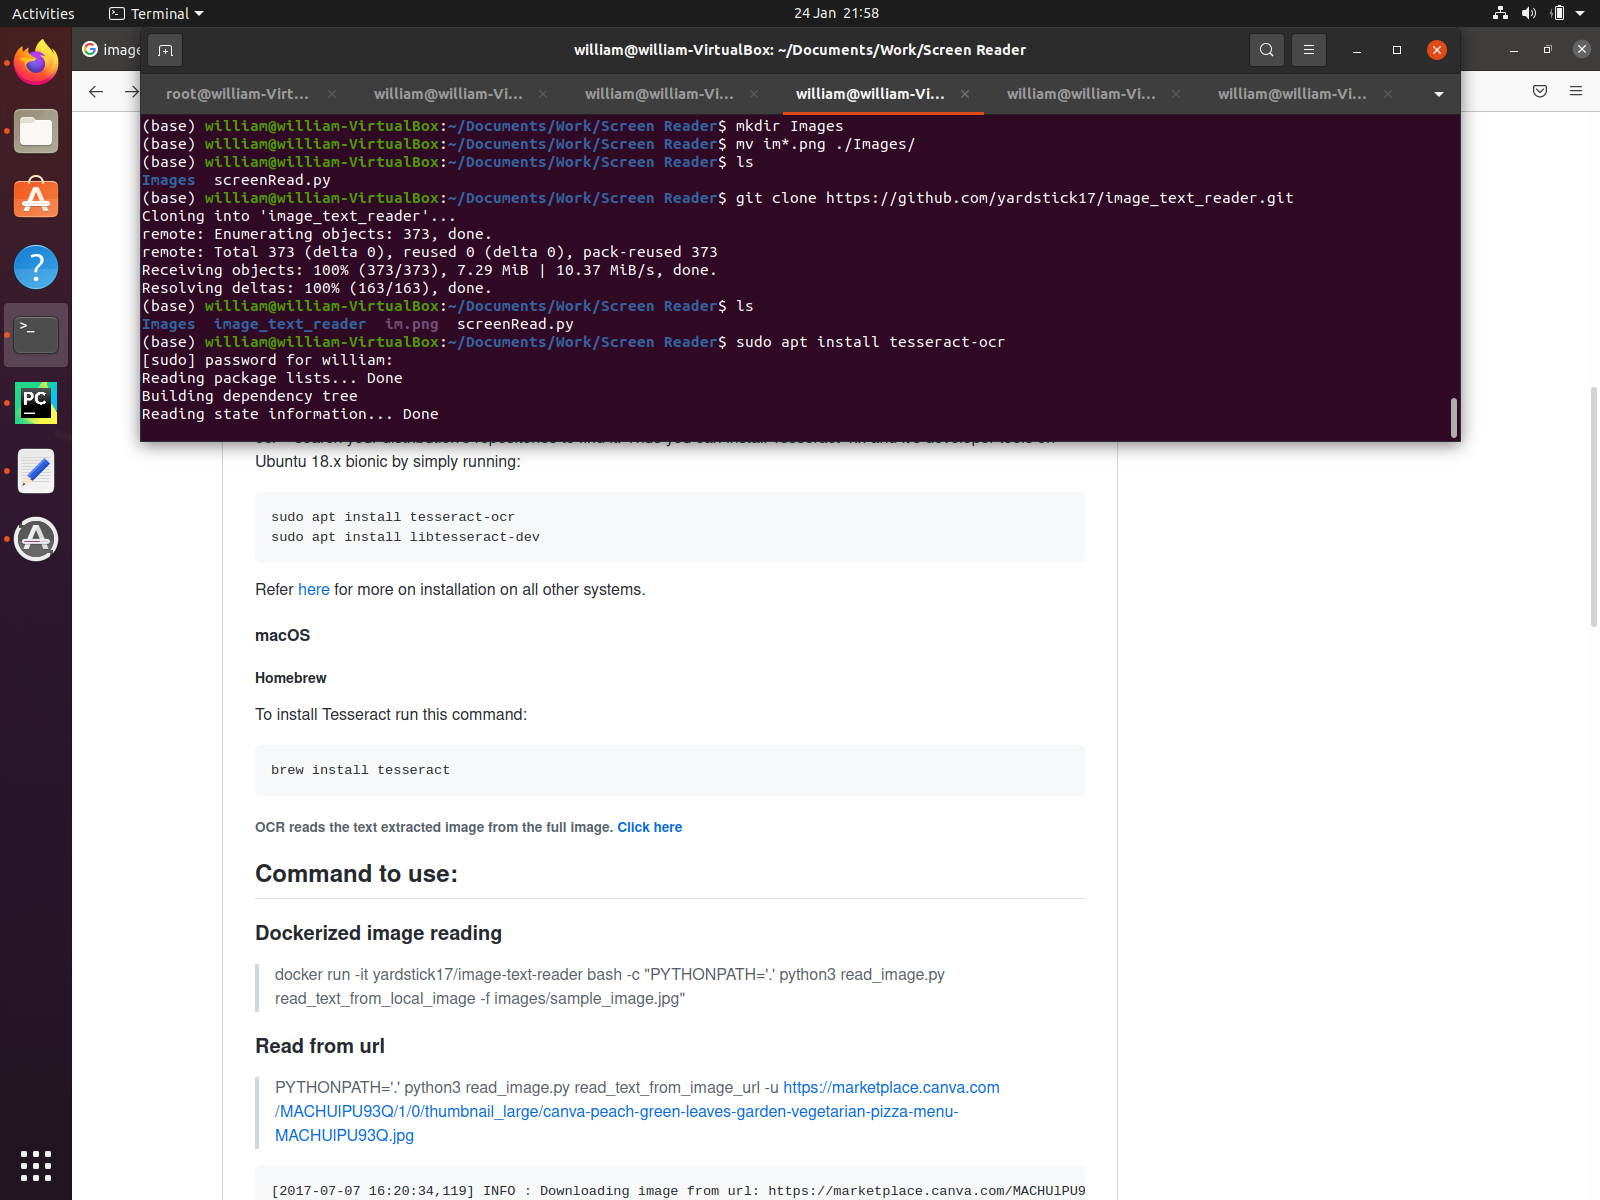 Activities
Terminal
24 Jan 21:58
image
william@william-VirtualBox: ~/Documents/Work/Screen Reader
root@william-Virt...
william@william-Vi...
william@william-Vi...
william@william-Vi...
william@william-Vi...
william@william-Vi...
(base) william@william-VirtualBox:~/Documents/Work/Screen Reader$ mkdir Images
(base) william@william-VirtualBox:~/Documents/Work/Screen Reader$ mv im*.png ./Images/
(base) william@william-VirtualBox:~/Documents/Work/Screen Reader$ ls
Images  screenRead.py
(base) william@william-VirtualBox:~/Documents/Work/Screen Reader$ git clone https://github.com/yardstick17/image_text_reader.git
Cloning into 'image_text_reader'...
remote: Enumerating objects: 373, done.
remote: Total 373 (delta 0), reused 0 (delta 0), pack-reused 373
Receiving objects: 100% (373/373), 7.29 MiB | 10.37 MiB/s, done.
Resolving deltas: 100% (163/163), done.
(base) william@william-VirtualBox:~/Documents/Work/Screen Reader$ ls
Images  image_text_reader  im.png  screenRead.py
(base) william@william-VirtualBox:~/Documents/Work/Screen Reader$ sudo apt install tesseract-ocr
[sudo] password for william:
Reading package lists... Done
Building dependency tree
Reading state information... Done
Ubuntu 18.x bionic by simply running:
sudo apt install tesseract-ocr
sudo apt install libtesseract-dev
Refer here for more on installation on all other systems.
macOS
Homebrew
To install Tesseract run this command:
brew install tesseract
OCR reads the text extracted image from the full image. Click here
Command to use:
Dockerized image reading
docker run -it yardstick17/image-text-reader bash -c "PYTHONPATH='.' python3 read_image.py
read_text_from_local_image -f images/sample_image.jpg"
Read from url
PYTHONPATH='.' python3 read_image.py read_text_from_image_url -u https://marketplace.canva.com
/MACHUlPU93Q/1/0/thumbnail_large/canva-peach-green-leaves-garden-vegetarian-pizza-menu-
MACHUlPU93Q.jpg
[2017-07-07 16:20:34,119] INFO : Downloading image from url: https://marketplace.canva.com/MACHUlPU9
PC